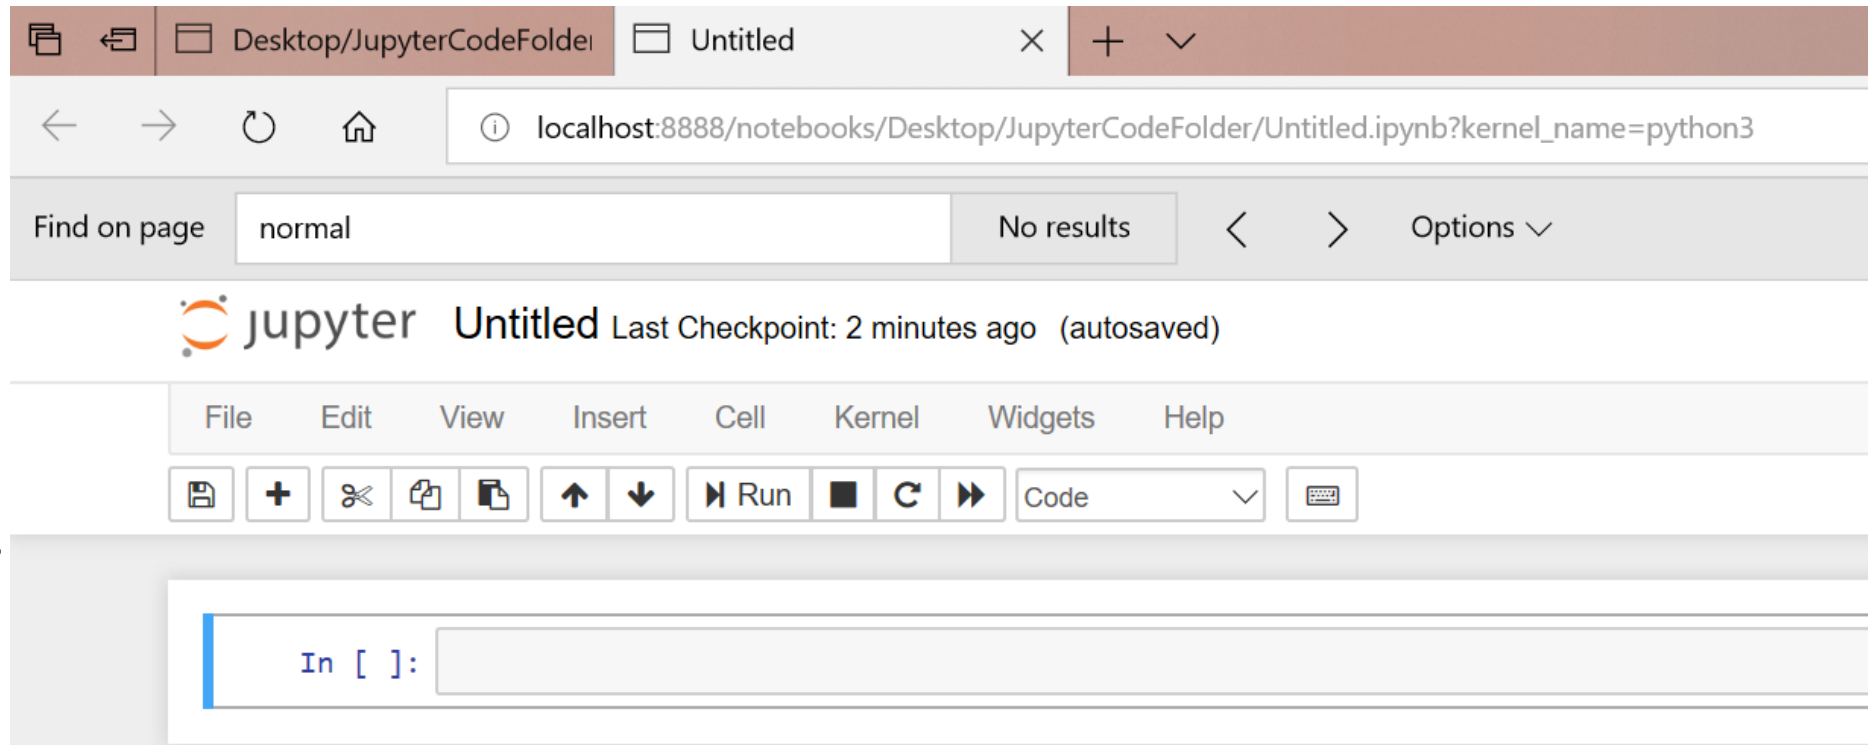 Desktop/JupyterCodeFolder Untitled
localhost:8888/notebooks/Desktop/JupyterCodeFolder/Untitled.ipynb?kernel_name=python3
Find on page normal No results Options
jupyter Untitled Last Checkpoint: 2 minutes ago (autosaved)
File Edit View Insert Cell Kernel Widgets Help
Run Code
In [ ]: